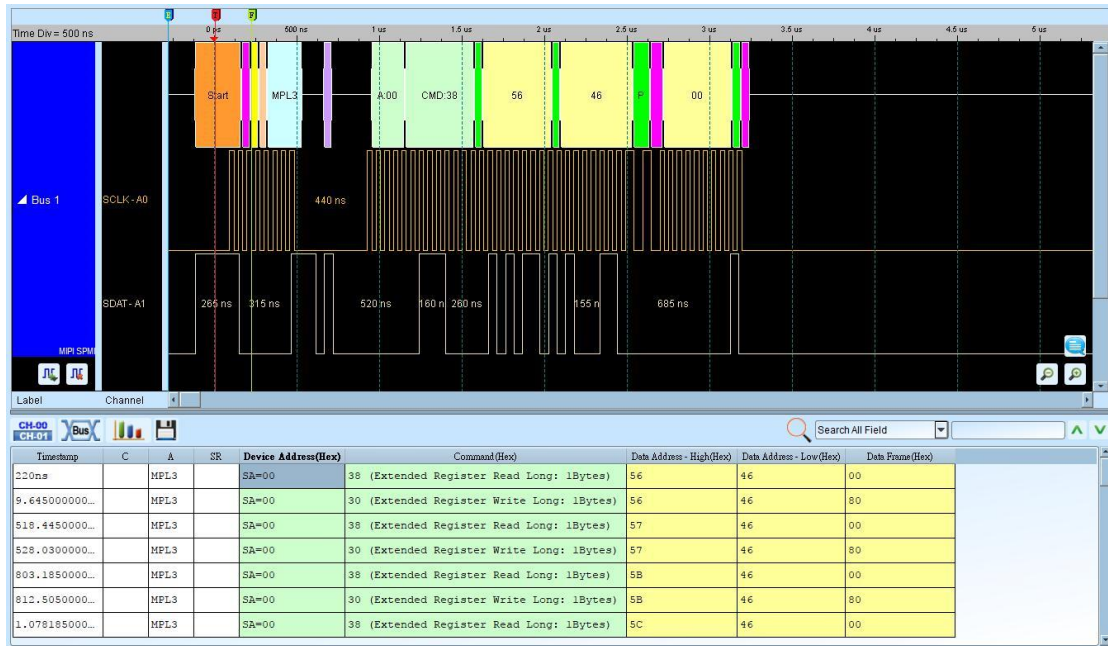 Time Div = 500 ns
0 ps 500 ns 1 us 1.5 us 2 us 2.5 us 3 us 3.5 us 4 us 4.5 us 5 us
T F
Start MPL3 A:00 CMD:38 56 46 P 00
Bus 1 SCLK - A0 440 ns
SDAT - A1 265 ns 315 ns 520 ns 160 n 260 ns 155 n 685 ns
MIPI SPMI
Label Channel
CH-00
CH-01 Bus Search All Field
Timestamp C A SR Device Address(Hex) Command(Hex) Data Address - High(Hex) Data Address - Low(Hex) Data Frame(Hex)
220ns MPL3 SA=00 38 (Extended Register Read Long: 1Bytes) 56 46 00
9.645000000... MPL3 SA=00 30 (Extended Register Write Long: 1Bytes) 56 46 80
518.4450000... MPL3 SA=00 38 (Extended Register Read Long: 1Bytes) 57 46 00
528.0300000... MPL3 SA=00 30 (Extended Register Write Long: 1Bytes) 57 46 80
803.1850000... MPL3 SA=00 38 (Extended Register Read Long: 1Bytes) 5B 46 00
812.5050000... MPL3 SA=00 30 (Extended Register Write Long: 1Bytes) 5B 46 80
1.078185000... MPL3 SA=00 38 (Extended Register Read Long: 1Bytes) 5C 46 00